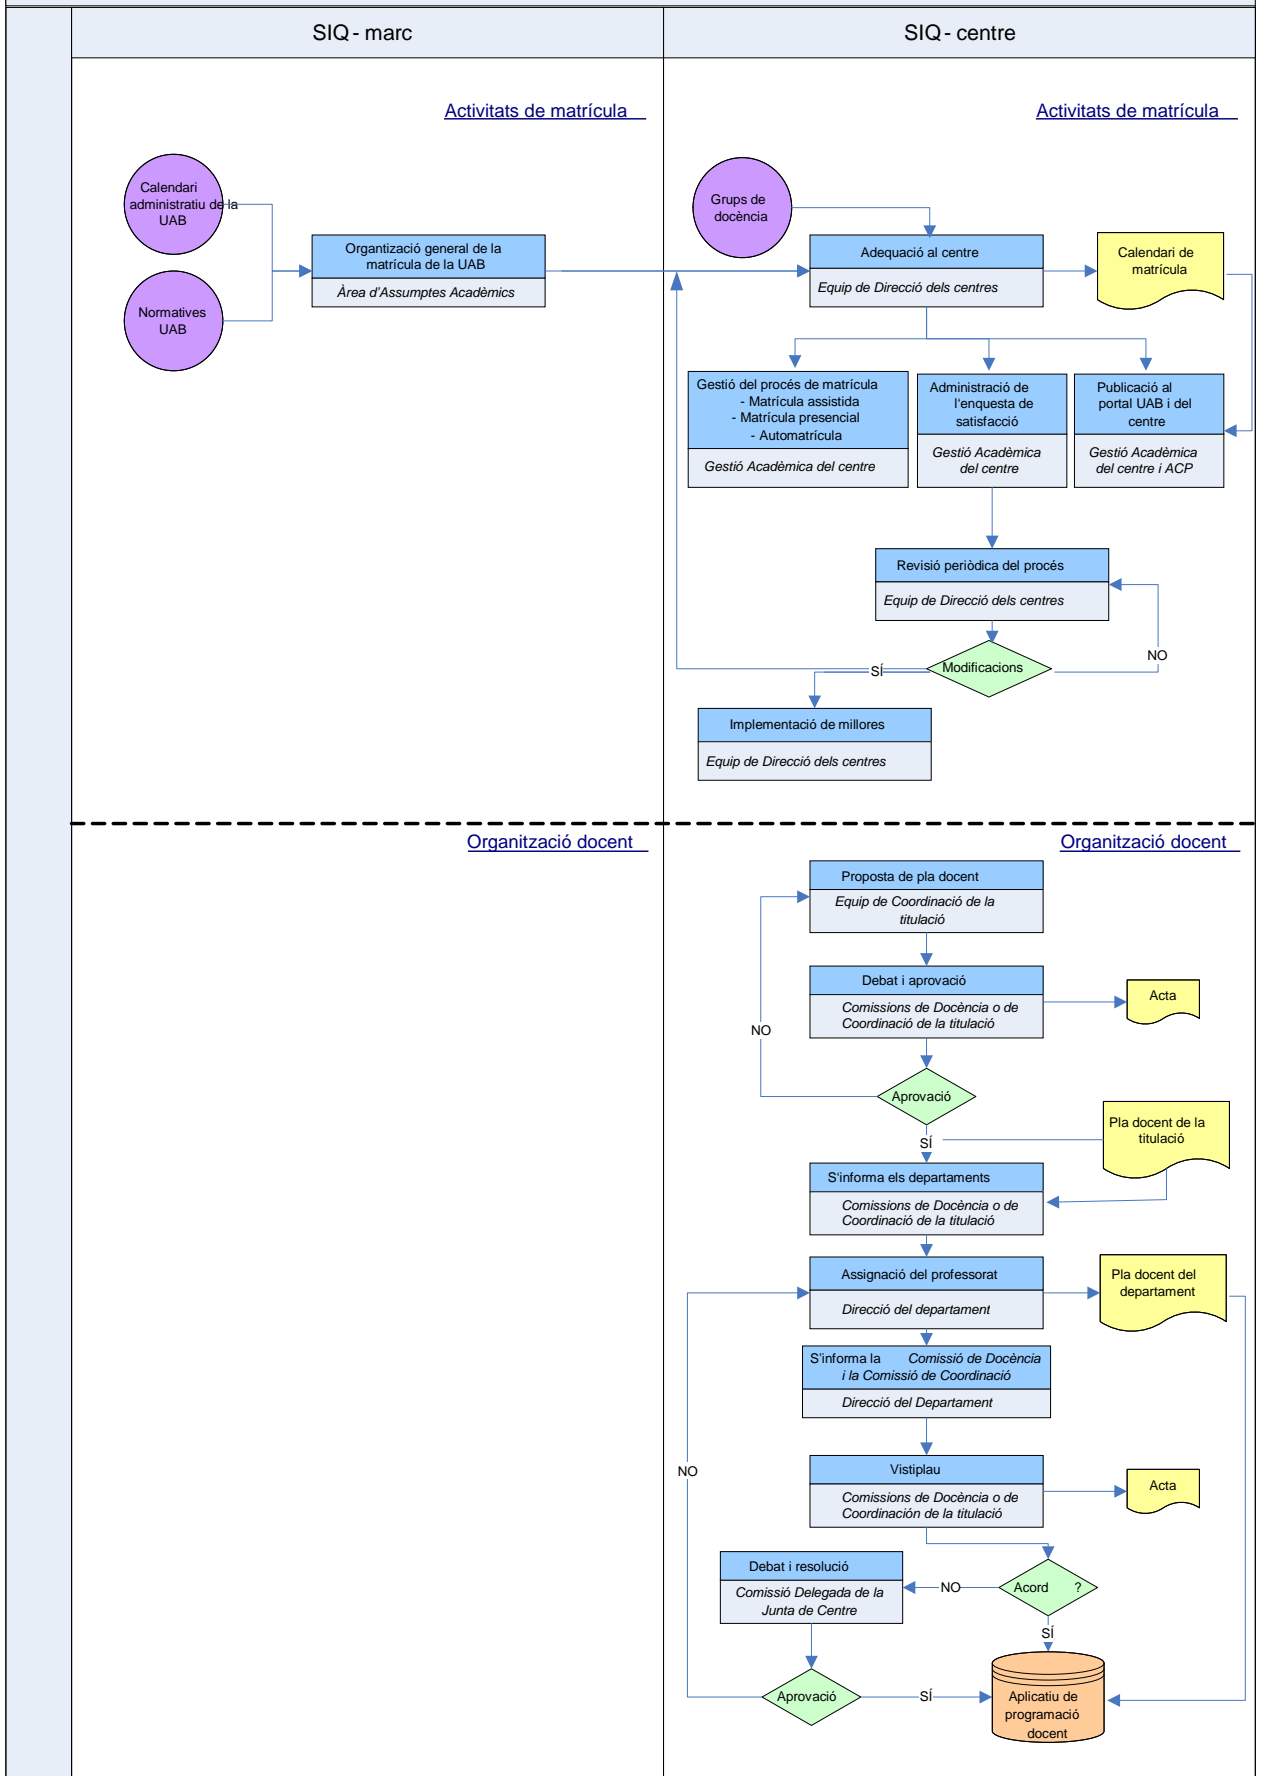 SIQ - marc
SIQ - centre
Activitats de matrícula
Activitats de matrícula
Calendari
administratiu de la
UAB
Normatives
UAB
Organtizació general de la
matrícula de la UAB
Àrea d'Assumptes Acadèmics
Grups de
docència
Adequació al centre
Equip de Direcció dels centres
Calendari de
matrícula
Gestió del procés de matrícula
- Matrícula assistida
- Matrícula presencial
- Automatrícula
Gestió Acadèmica del centre
Administració de
l'enquesta de
satisfacció
Gestió Acadèmica
del centre
Publicació al
portal UAB i del
centre
Gestió Acadèmica
del centre i ACP
Revisió periòdica del procés
Equip de Direcció dels centres
Modificacions
NO
SÍ
Implementació de millores
Equip de Direcció dels centres
Organització docent
Organització docent
Proposta de pla docent
Equip de Coordinació de la
titulació
Debat i aprovació
Comissions de Docència o de
Coordinació de la titulació
Acta
NO
Aprovació
SÍ
Pla docent de la
titulació
S'informa els departaments
Comissions de Docència o de
Coordinació de la titulació
Assignació del professorat
Direcció del departament
Pla docent del
departament
S'informa la Comissió de Docència
i la Comissió de Coordinació
Direcció del Departament
NO
Vistiplau
Comissions de Docència o de
Coordinación de la titulació
Acta
Debat i resolució
Comissió Delegada de la
Junta de Centre
NO
Acord ?
SÍ
Aprovació
SÍ
Aplicatiu de
programació
docent